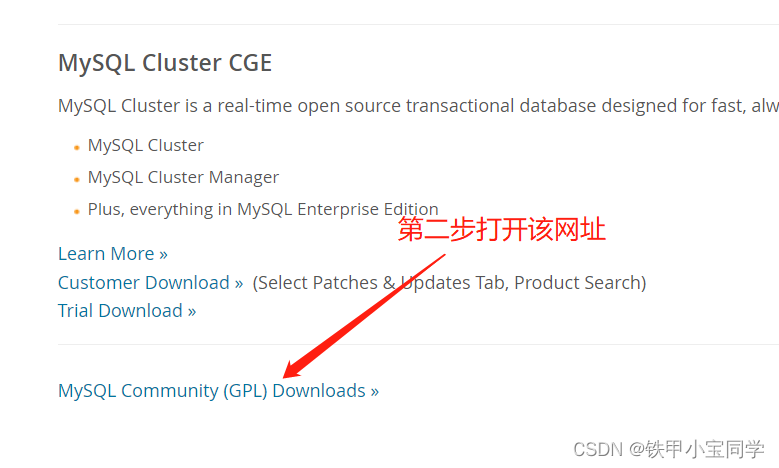 MySQL Cluster CGE
MySQL Cluster is a real-time open source transactional database designed for fast, alw
MySQL Cluster
MySQL Cluster Manager
Plus, everything in MySQL Enterprise Edition
第二步打开该网址
Learn More »
Customer Download » (Select Patches & Updates Tab, Product Search)
Trial Download »
MySQL Community (GPL) Downloads »
CSDN @铁甲小宝同学